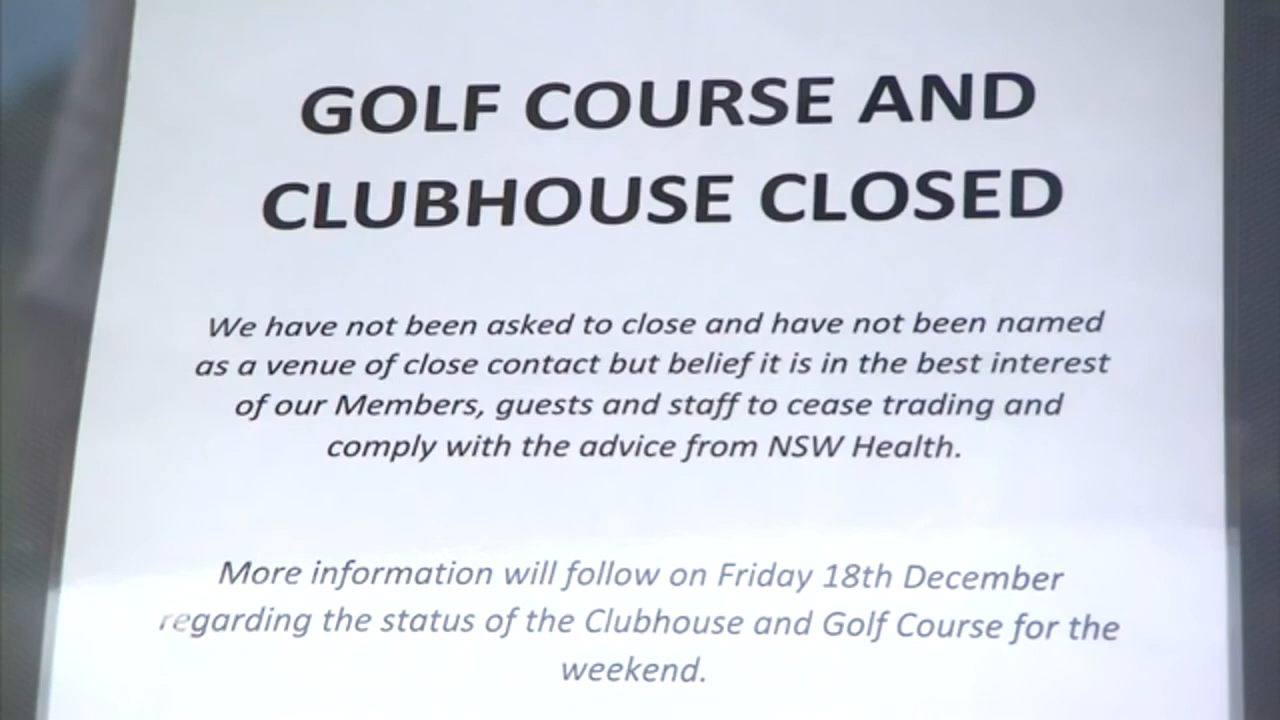 GOLF COURSE AND
CLUBHOUSE CLOSED
We have not been asked to close and have not been named
as a venue of close contact but belief it is in the best interest
of our Members, guests and staff to cease trading and
comply with the advice from NSW Health.
More information will follow on Friday 18th December
regarding the status of the Clubhouse and Golf Course for the
weekend.